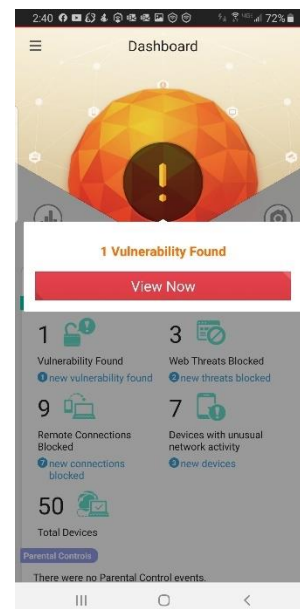 2:40
72%
Dashboard
1 Vulnerability Found
View Now
1
3
Vulnerability Found
Web Threats Blocked
1 new vulnerability found
2 new threats blocked
9
7
Remote Connections
Blocked
Devices with unusual
network activity
7 new connections
blocked
3 new devices
50
Total Devices
Parental Controls
There were no Parental Control events.